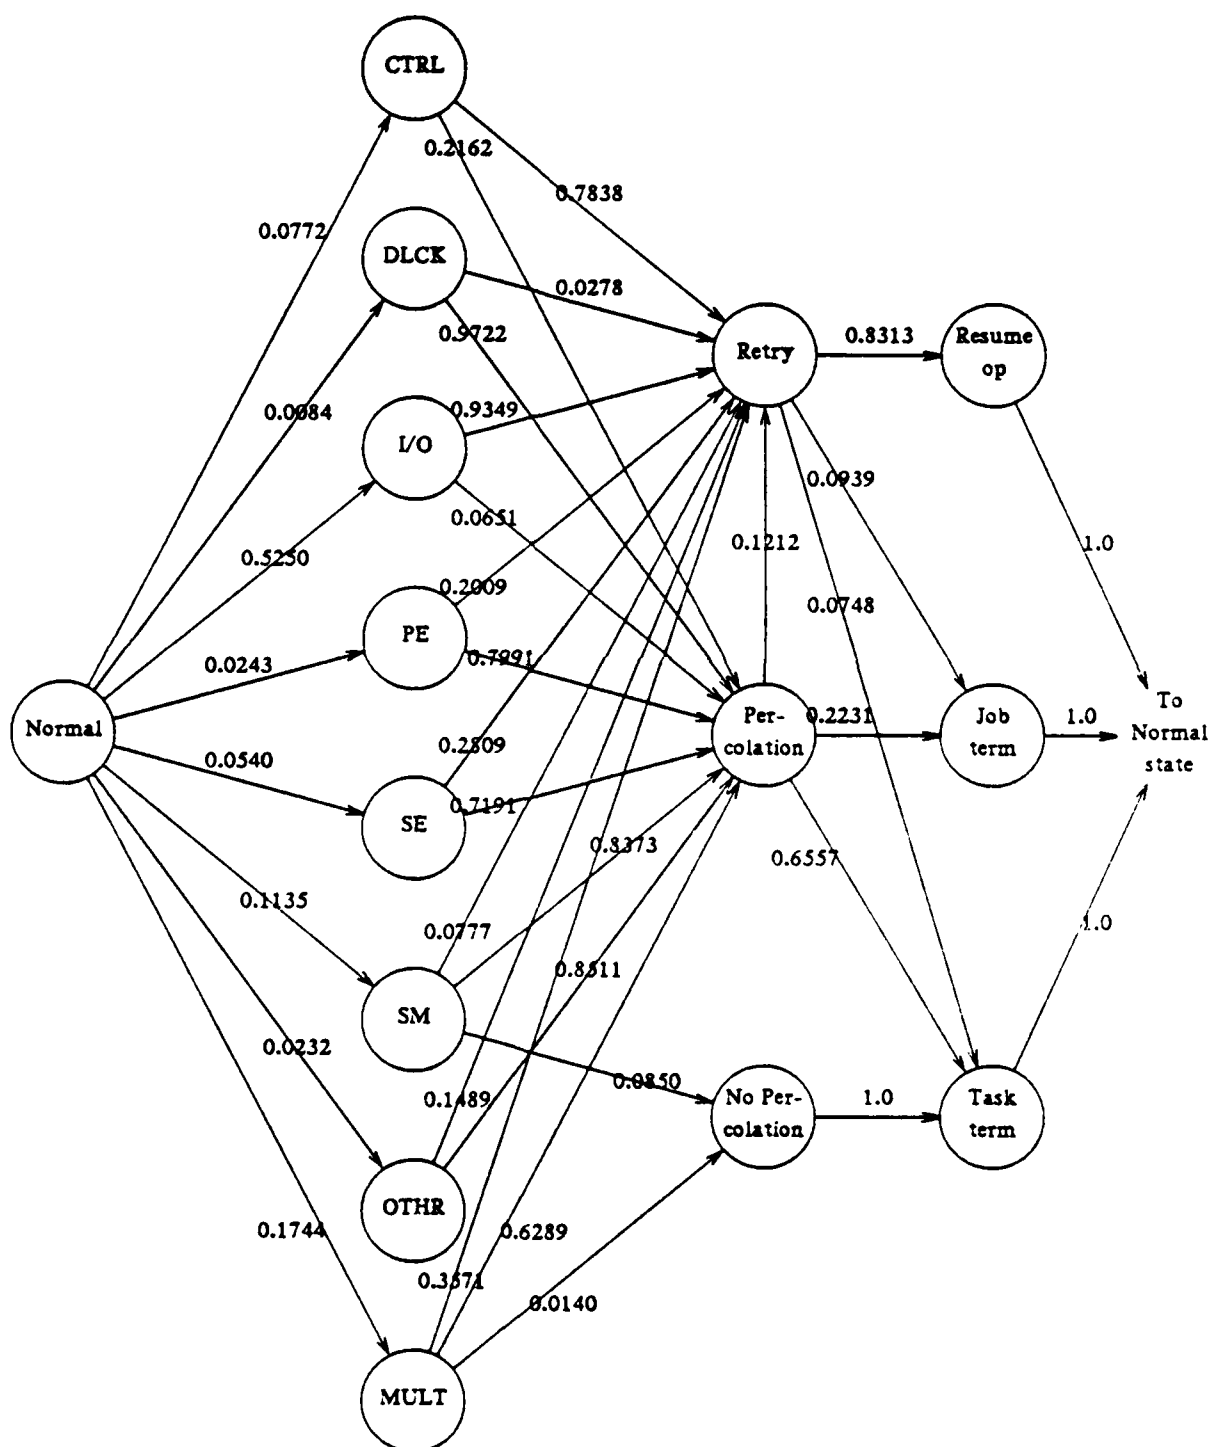 CTRL
0.2162
0.7838
0.0772
DLCK
0.0278
0.9722
Retry
0.8313
Resume
op
0.0084
0.9349
I/O
0.0939
0.0651
0.5250
0.1212
1.0
0.2009
0.0748
PE
0.0243
0.7991
Normal
Per-
colation
0.2231
Job
term
1.0
To
Normal
state
0.0540
0.2809
0.7191
SE
0.8373
0.6557
0.1135
0.0777
1.0
0.8511
SM
0.0232
0.0850
0.1489
No Per-
colation
1.0
Task
term
OTHR
0.1744
0.6289
0.3571
0.0140
MULT